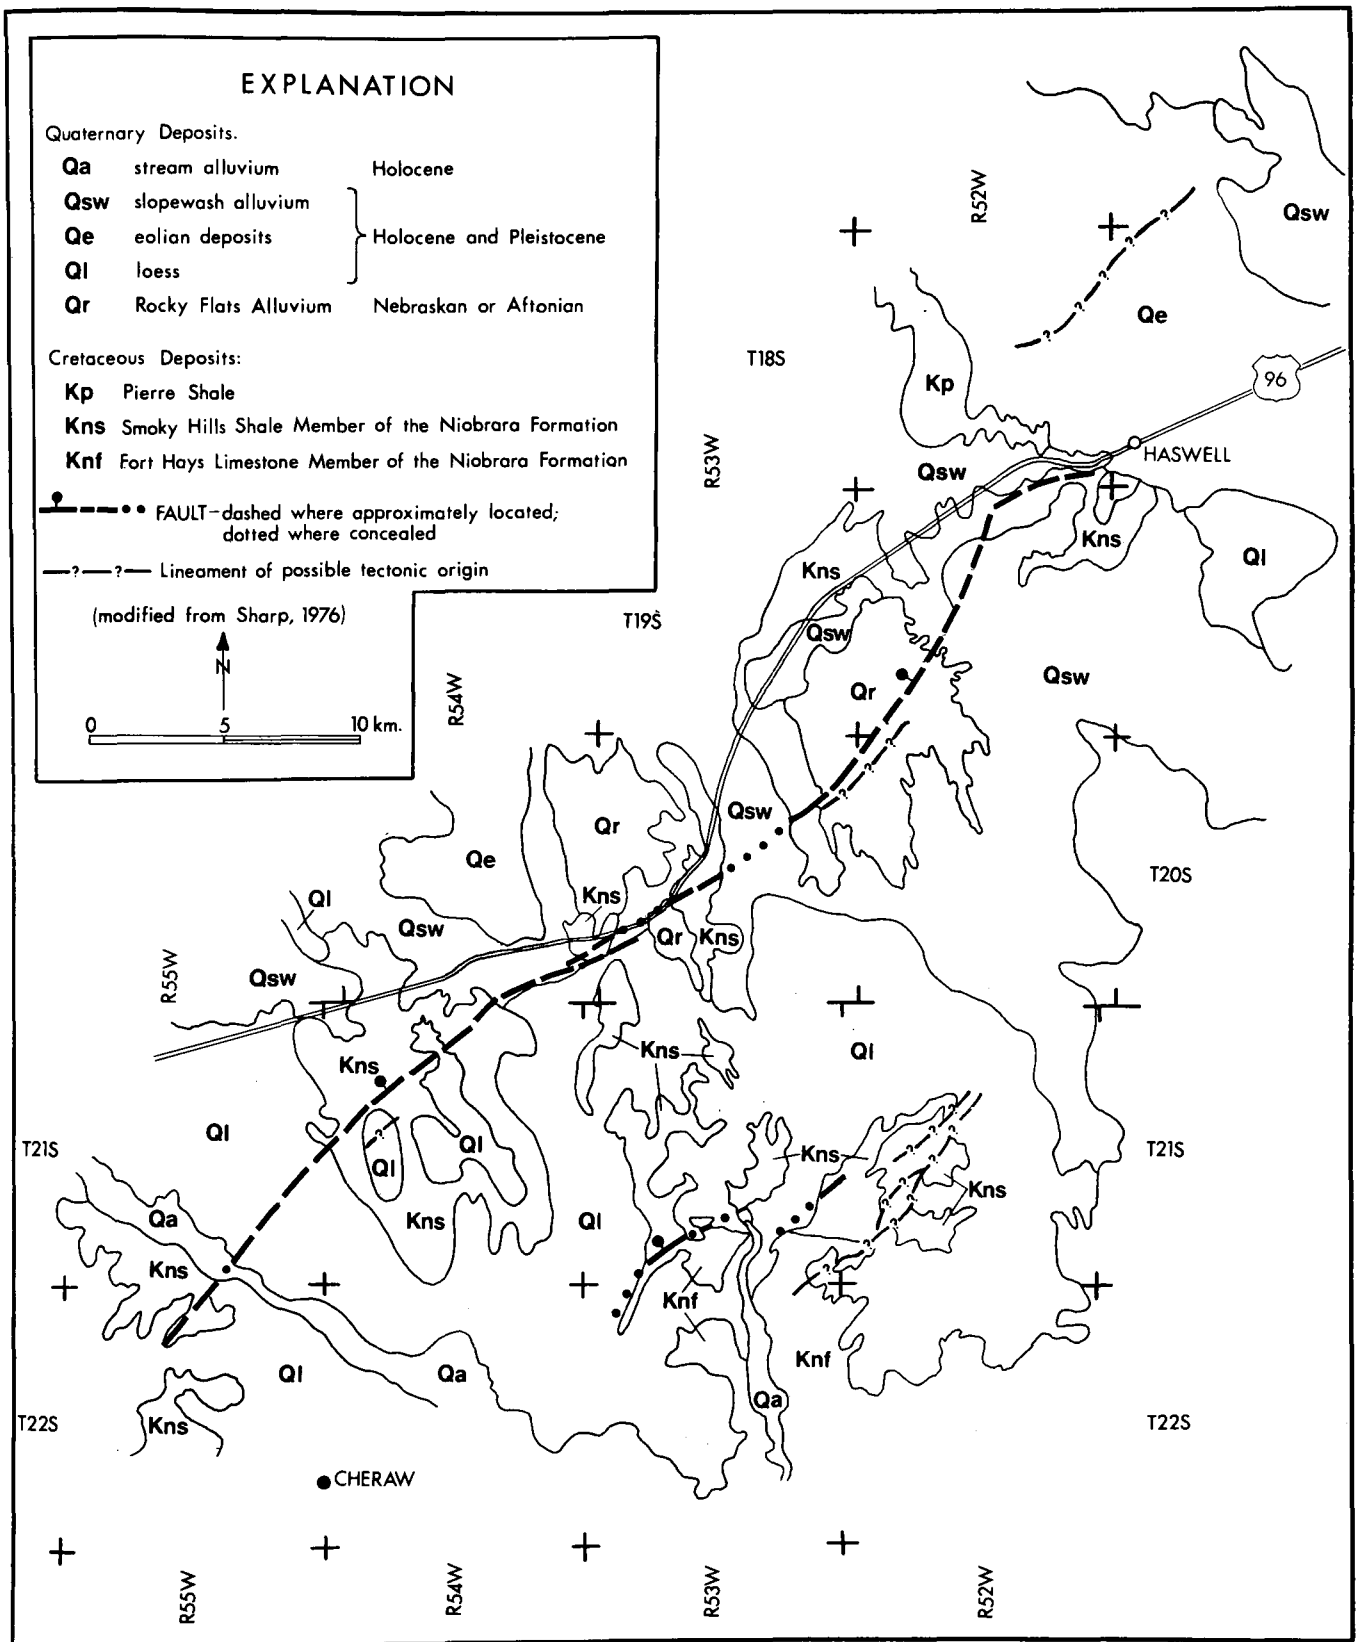 EXPLANATION
Quaternary Deposits.
Qa stream alluvium Holocene
Qsw slopewash alluvium
Qe eolian deposits Holocene and Pleistocene
Ql loess
Qr Rocky Flats Alluvium Nebraskan or Aftonian
Cretaceous Deposits:
Kp Pierre Shale
Kns Smoky Hills Shale Member of the Niobrara Formation
Knf Fort Hays Limestone Member of the Niobrara Formation
FAULT–dashed where approximately located;
dotted where concealed
—?—?— Lineament of possible tectonic origin
(modified from Sharp, 1976)
N
0 5 10 km.
R52W
Qsw
Qe
T18S
Kp
96
R53W
HASWELL
Qsw
Kns
Ql
Kns
T19S
Qsw
Qsw
Qr
R54W
Qsw
Qr
Qe
T20S
Kns
Ql
Qsw
Qr
Kns
R55W
Qsw
Kns
Ql
Kns
Ql
T21S
Ql
Ql
Kns
T21S
Kns
Qa
Kns
Ql
Kns
Knf
Knf
Ql
Qa
Qa
T22S
Kns
T22S
CHERAW
R55W
R54W
R53W
R52W